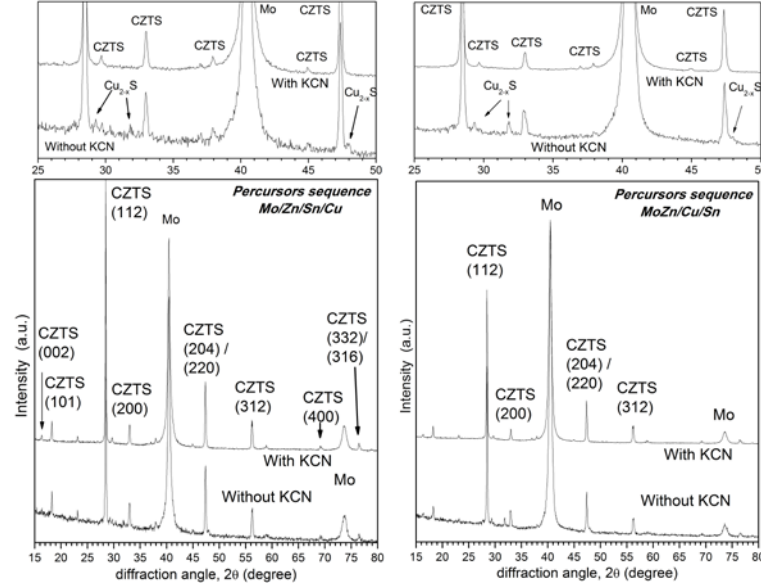 CZTS
CZTS
CZTS
Mo
CZTS
CZTS
With KCN
Cu2-xS
Cu2-xS
Without KCN
25 30 35 40 45 50
CZTS
CZTS
CZTS
CZTS
Mo
CZTS
CZTS
With KCN
Cu2-xS
Cu2-xS
Without KCN
25 30 35 40 45 50
Percursors sequence
Mo/Zn/Sn/Cu
CZTS
(112)
Mo
CZTS
(002)
CZTS
(101)
CZTS
(200)
CZTS
(204) /
(220)
CZTS
(312)
CZTS
(332)/
(316)
CZTS
(400)
With KCN
Mo
Without KCN
Intensity (a.u.)
15 20 25 30 35 40 45 50 55 60 65 70 75 80
diffraction angle, 2θ (degree)
Percursors sequence
MoZn/Cu/Sn
Mo
CZTS
(112)
CZTS
(200)
CZTS
(204) /
(220)
CZTS
(312)
Mo
With KCN
Without KCN
Intensity (a.u.)
15 20 25 30 35 40 45 50 55 60 65 70 75 80
diffraction angle, 2θ (degree)